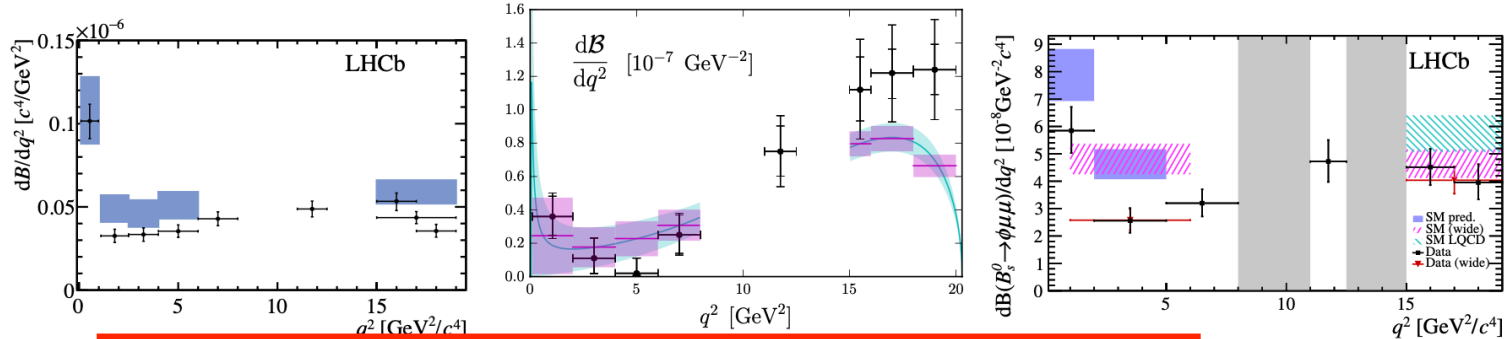 ×10⁻⁶
0.15
0.1
0.05
0
LHCb
dB/dq² [c⁴/GeV²]
0 5 10 15
q² [GeV²/c⁴]
1.6
1.4
1.2
1.0
0.8
0.6
0.4
0.2
0.0
dℬ/dq² [10⁻⁷ GeV⁻²]
0 5 10 15 20
q² [GeV²]
9
8
7
6
5
4
3
2
1
0
LHCb
dB(B⁰ₛ→ϕμμ)/dq² [10⁻⁸GeV⁻²c⁴]
SM pred.
SM (wide)
SM LQCD
Data
Data (wide)
5 10 15
q² [GeV²/c⁴]